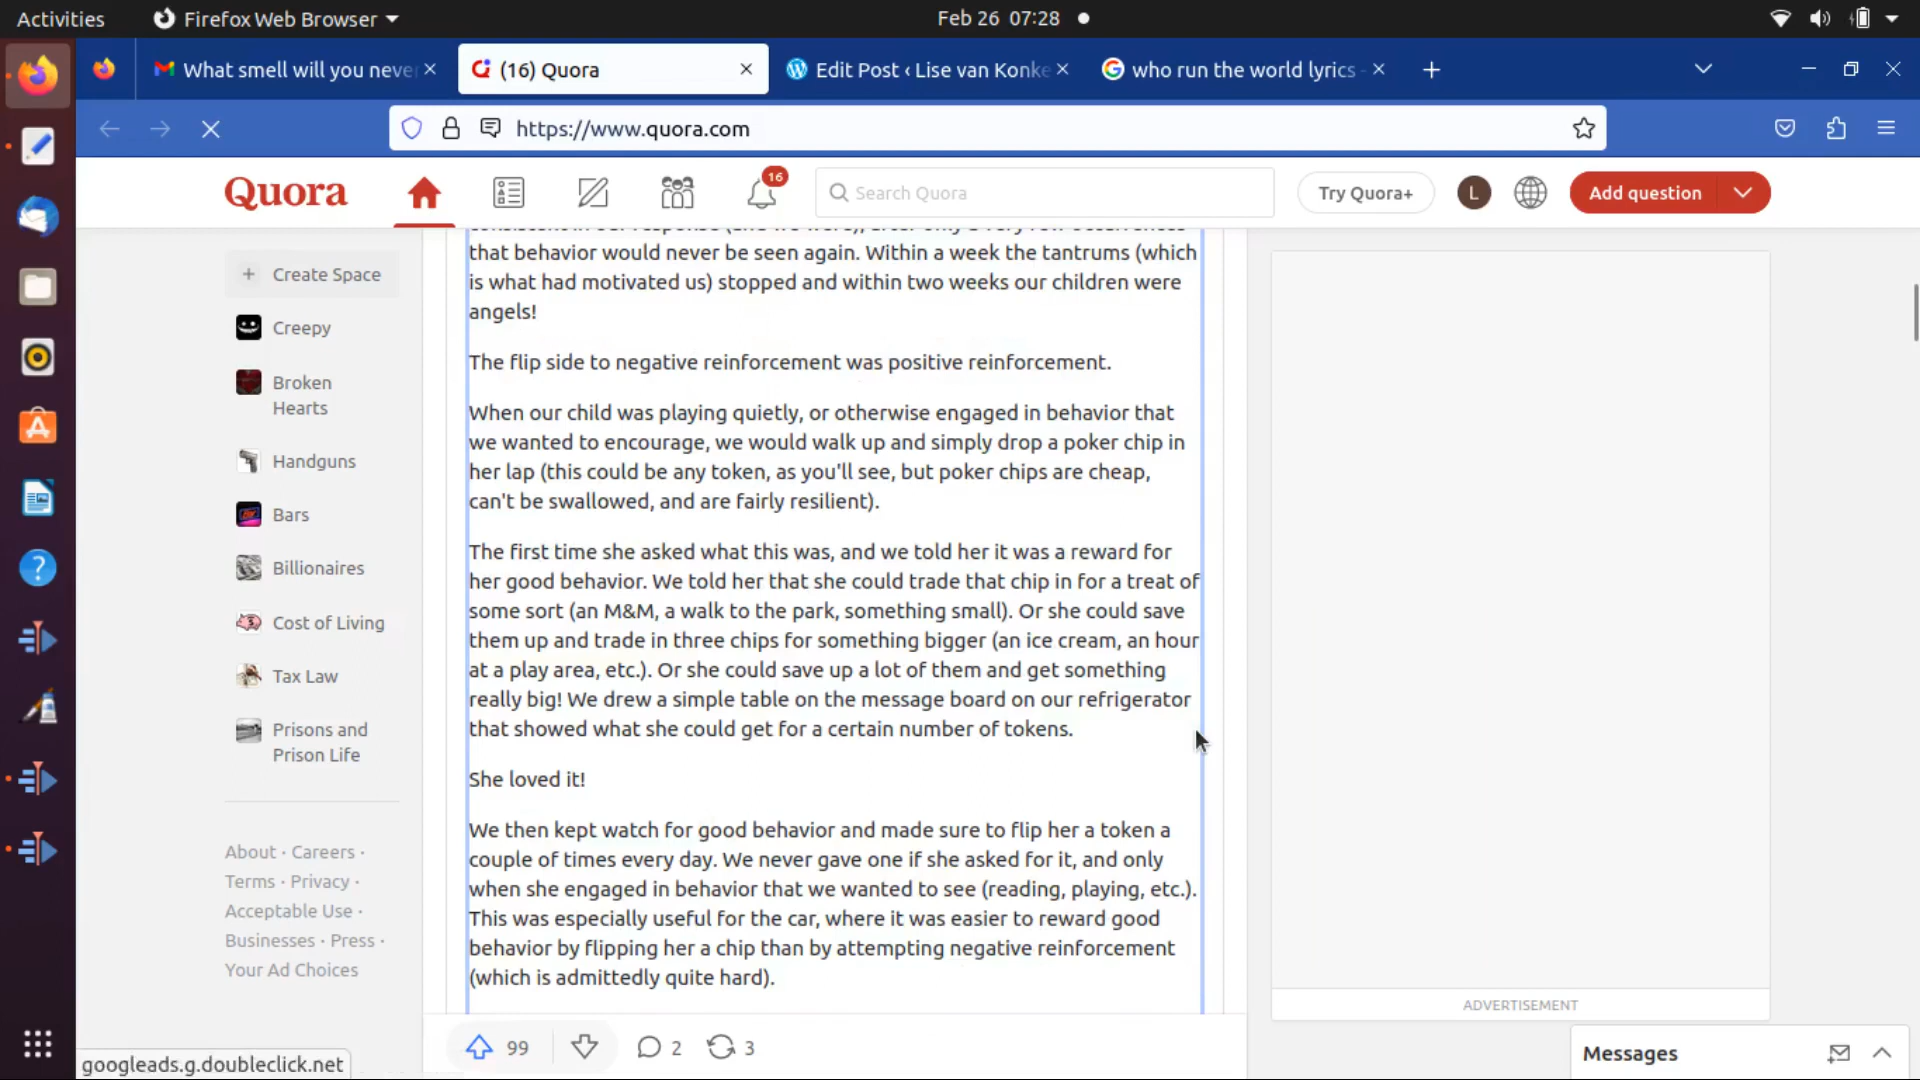 Activities
Firefox Web Browser
Feb 26 07:28
What smell will you neve
(16) Quora
Edit Post ‹ Lise van Konke
who run the world lyrics -
https://www.quora.com
Quora
16
Search Quora
Try Quora+
L
Add question
+ Create Space
Creepy
Broken
Hearts
Handguns
Bars
Billionaires
Cost of Living
Tax Law
Prisons and
Prison Life
About · Careers ·
Terms · Privacy ·
Acceptable Use ·
Businesses · Press ·
Your Ad Choices
that behavior would never be seen again. Within a week the tantrums (which
is what had motivated us) stopped and within two weeks our children were
angels!
The flip side to negative reinforcement was positive reinforcement.
When our child was playing quietly, or otherwise engaged in behavior that
we wanted to encourage, we would walk up and simply drop a poker chip in
her lap (this could be any token, as you'll see, but poker chips are cheap,
can't be swallowed, and are fairly resilient).
The first time she asked what this was, and we told her it was a reward for
her good behavior. We told her that she could trade that chip in for a treat of
some sort (an M&M, a walk to the park, something small). Or she could save
them up and trade in three chips for something bigger (an ice cream, an hour
at a play area, etc.). Or she could save up a lot of them and get something
really big! We drew a simple table on the message board on our refrigerator
that showed what she could get for a certain number of tokens.
She loved it!
We then kept watch for good behavior and made sure to flip her a token a
couple of times every day. We never gave one if she asked for it, and only
when she engaged in behavior that we wanted to see (reading, playing, etc.).
This was especially useful for the car, where it was easier to reward good
behavior by flipping her a chip than by attempting negative reinforcement
(which is admittedly quite hard).
99
2
3
ADVERTISEMENT
Messages
googleads.g.doubleclick.net